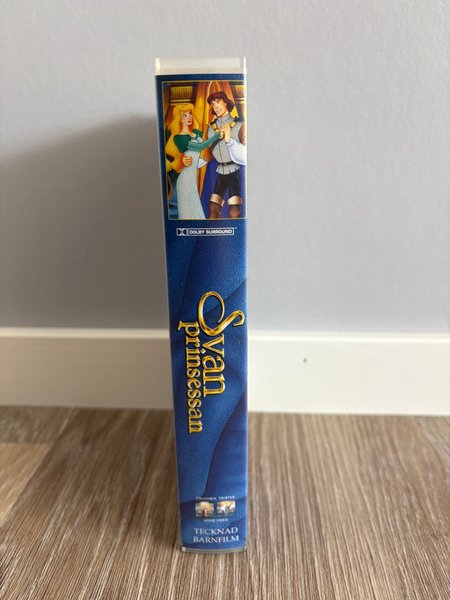 DOLBY SURROUND
Svan
prinsessan
COLUMBIA TRISTAR
HOME VIDEO
TECKNAD
BARNFILM